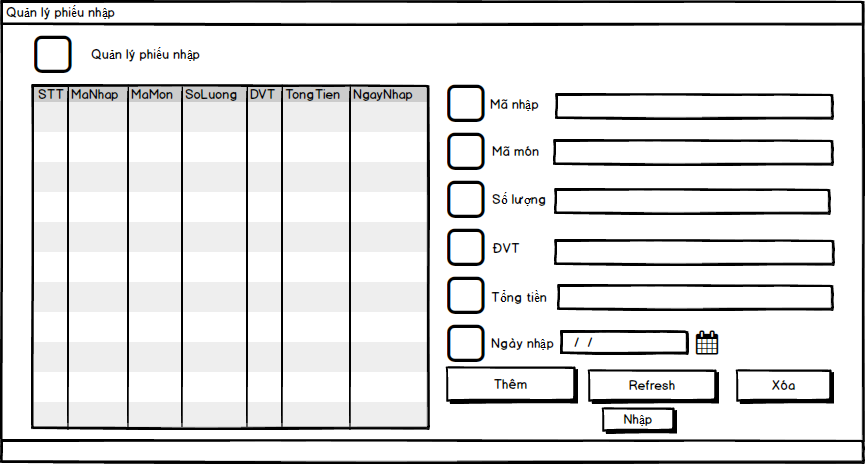 Quản lý phiếu nhập
Quản lý phiếu nhập
STT MaNhap MaMon SoLuong DVT TongTien NgayNhap
Mã nhập
Mã món
Số lượng
ĐVT
Tổng tiền
Ngày nhập / /
Thêm Refresh Xóa
Nhập